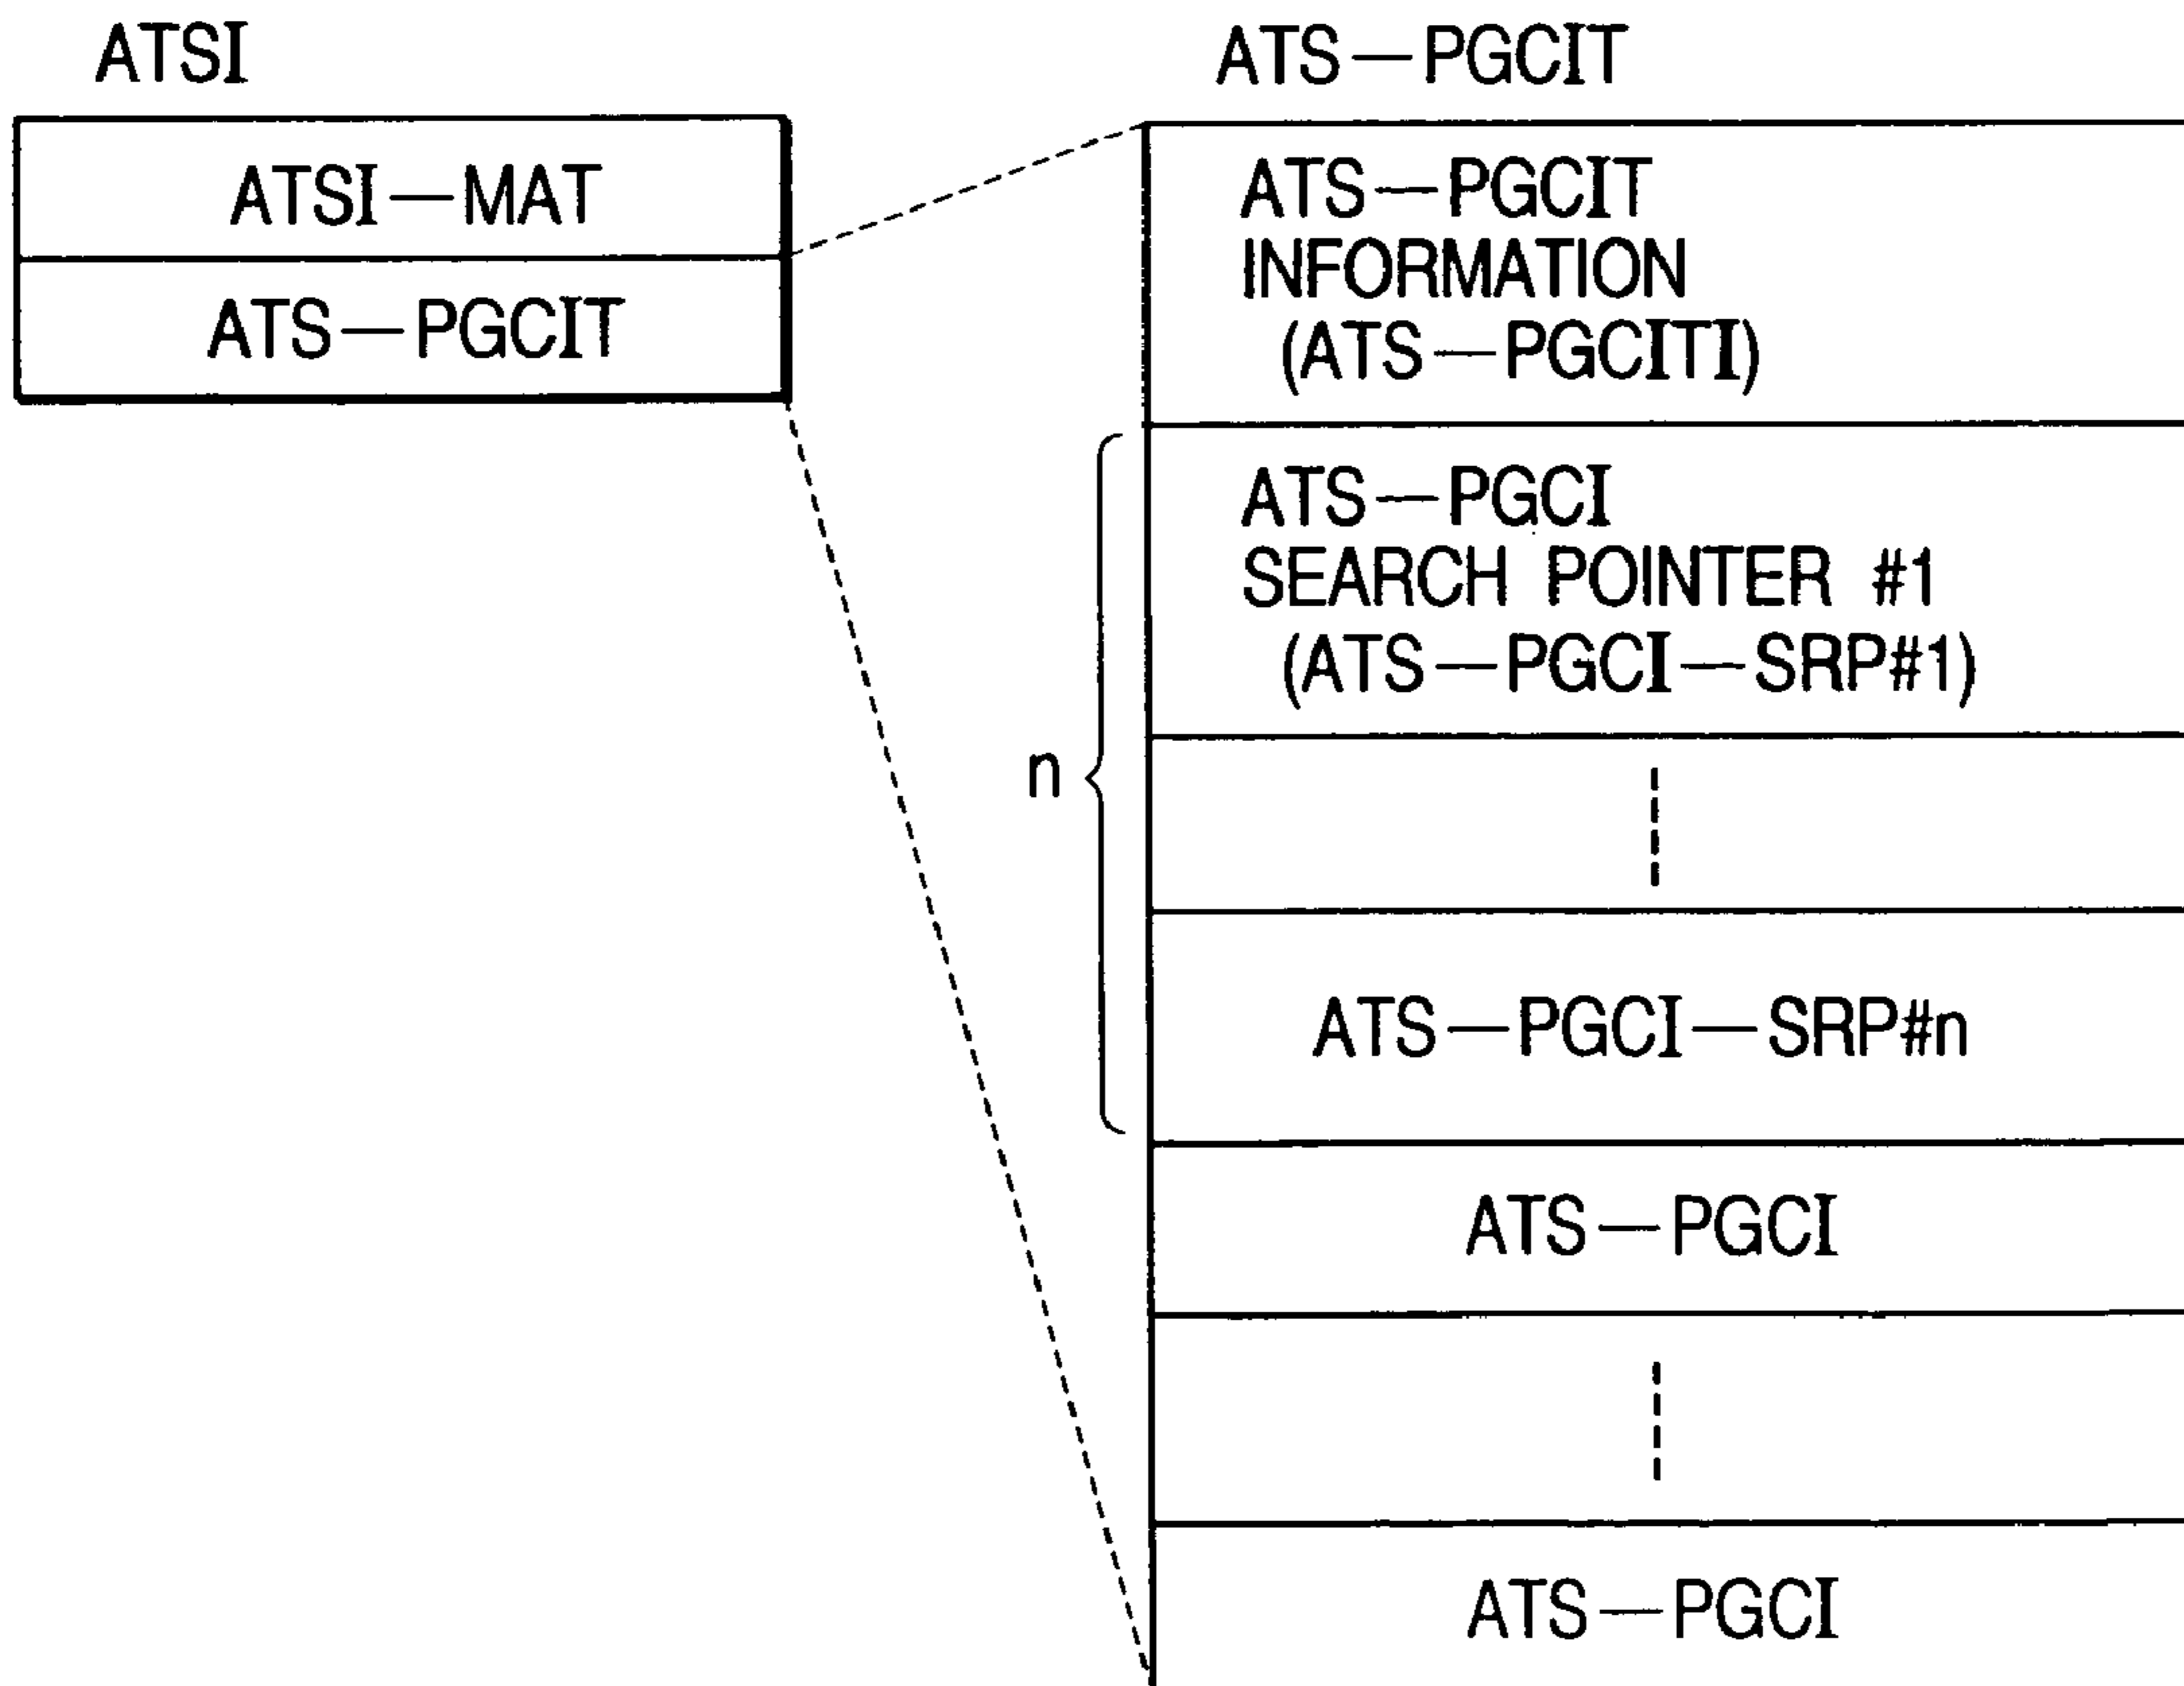 ATSI
ATSI—MAT
ATS—PGCIT
ATS—PGCIT
ATS—PGCIT
INFORMATION
(ATS—PGCITI)
ATS—PGCI
SEARCH POINTER #1
(ATS—PGCI—SRP#1)
n
ATS—PGCI—SRP#n
ATS—PGCI
ATS—PGCI